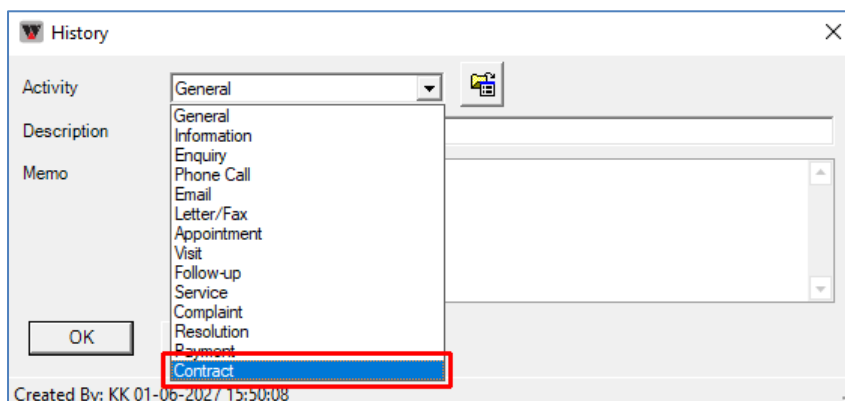 History
Activity
General
General
Description
Information
Enquiry
Memo
Phone Call
Email
Letter/Fax
Appointment
Visit
Follow-up
Service
Complaint
Resolution
OK
Payment
Contract
Created By: KK 01-06-2027 15:50:08